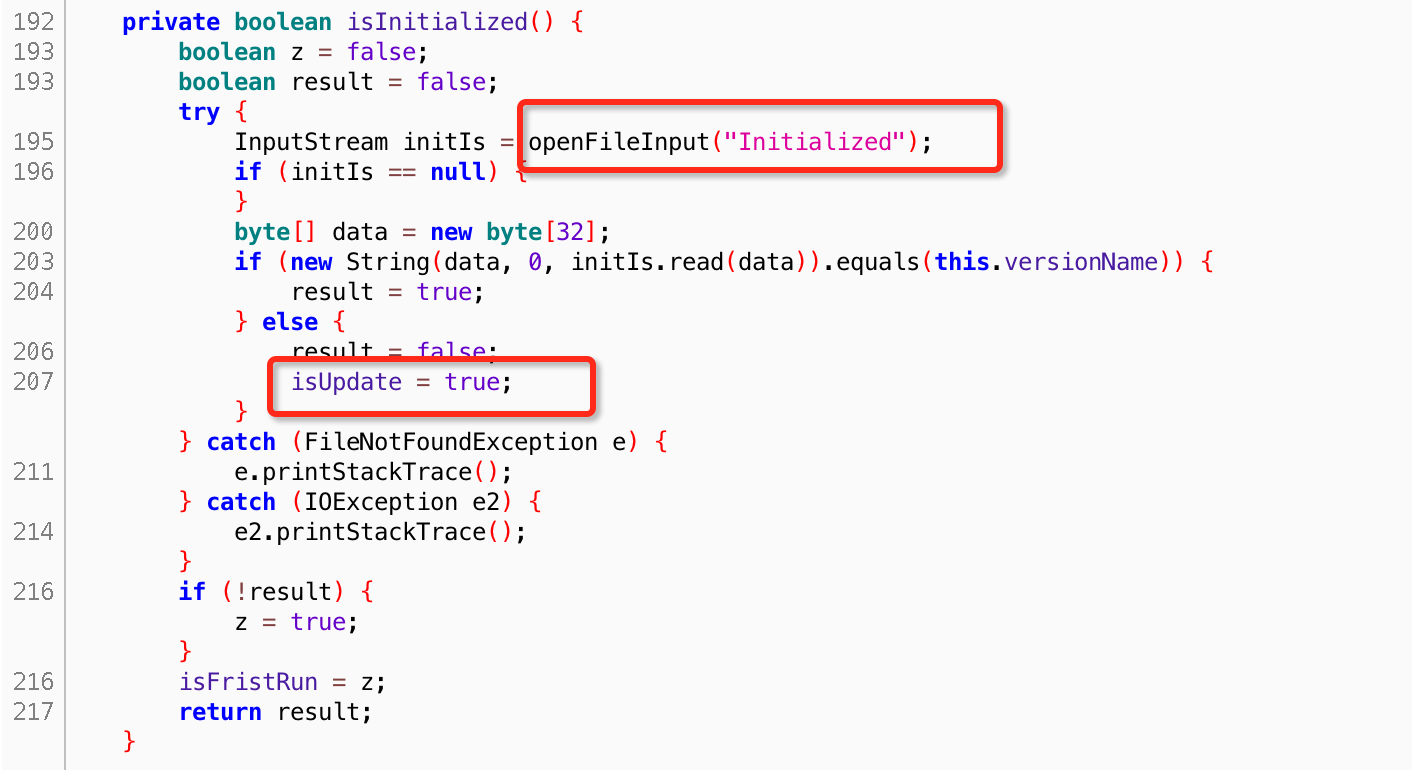 192 private boolean isInitialized() {
193 boolean z = false;
193 boolean result = false;
try {
195 InputStream initIs = openFileInput("Initialized");
196 if (initIs == null) {
}
200 byte[] data = new byte[32];
203 if (new String(data, 0, initIs.read(data)).equals(this.versionName)) {
204 result = true;
} else {
206 result = false;
207 isUpdate = true;
}
} catch (FileNotFoundException e) {
211 e.printStackTrace();
} catch (IOException e2) {
214 e2.printStackTrace();
}
216 if (!result) {
z = true;
}
216 isFristRun = z;
217 return result;
}